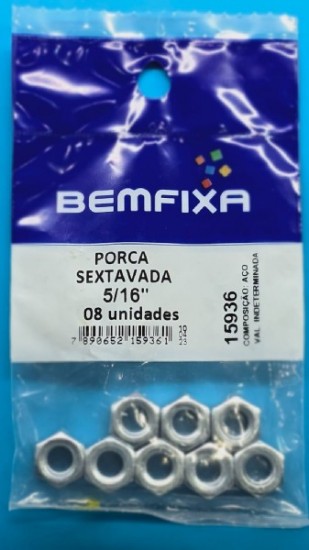 BEMFIXA
PORCA
SEXTAVADA
5/16"
08 unidades
7 890652 159361
15936
COMPOSIÇÃO: AÇO
VAL. INDETERMINADA